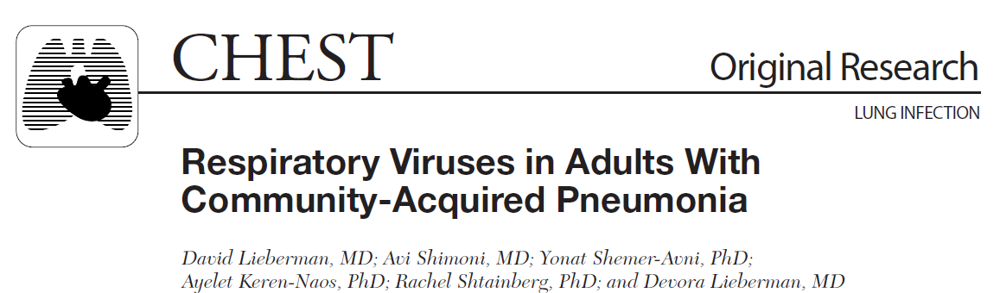 CHEST
Original Research
LUNG INFECTION
Respiratory Viruses in Adults With
Community-Acquired Pneumonia
David Lieberman, MD; Avi Shimoni, MD; Yonat Shemer-Avni, PhD;
Ayelet Keren-Naos, PhD; Rachel Shtainberg, PhD; and Devora Lieberman, MD